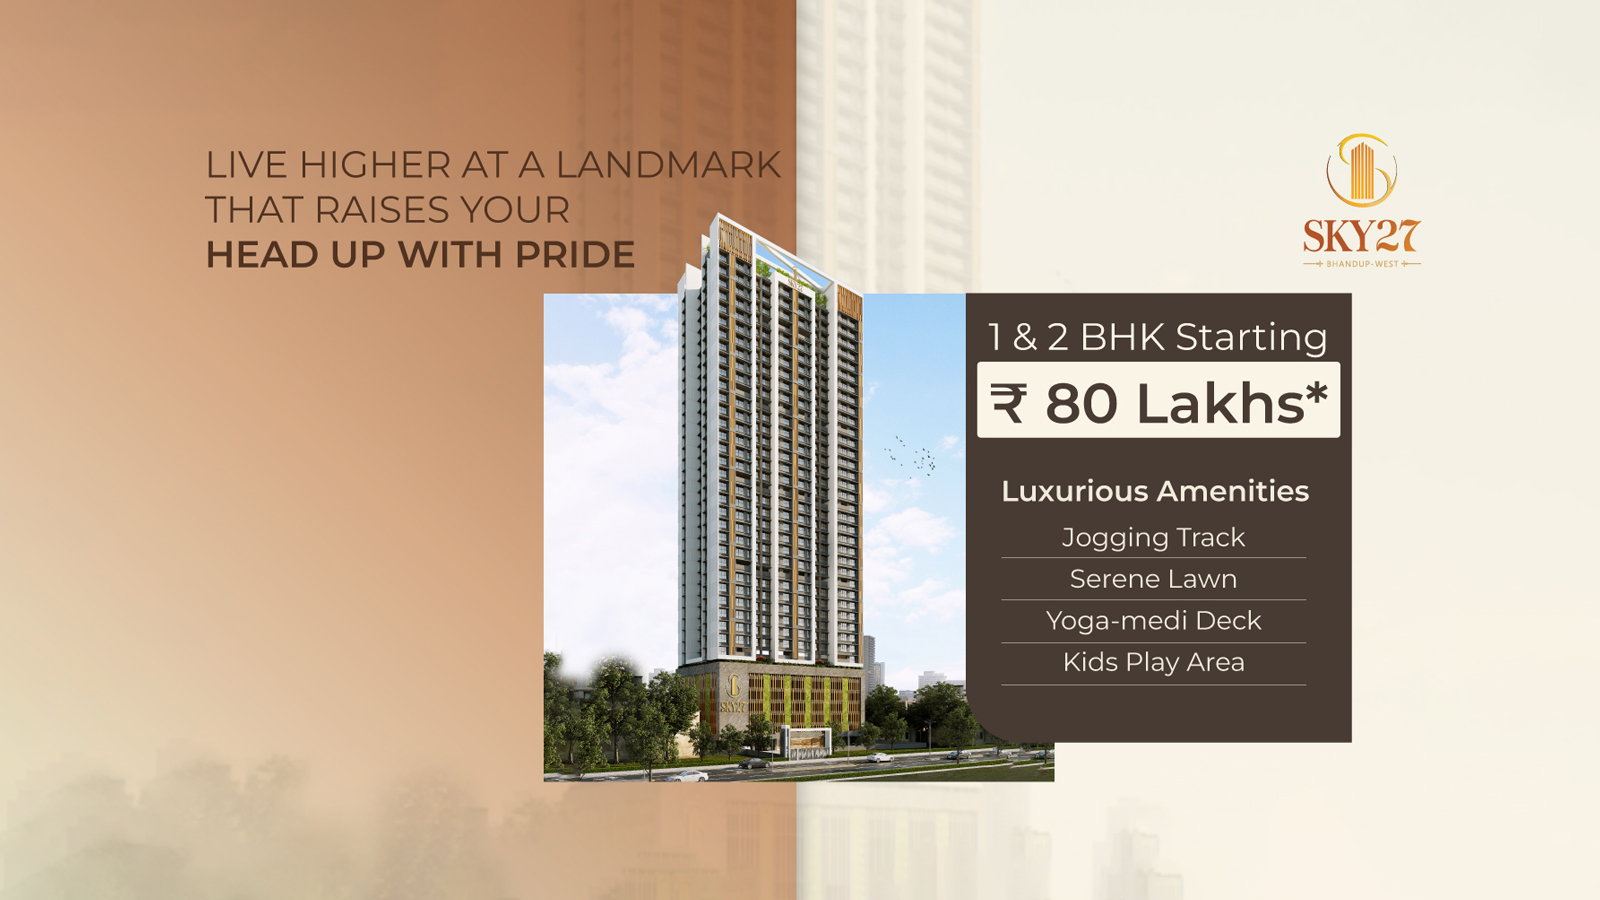 LIVE HIGHER AT A LANDMARK
THAT RAISES YOUR
HEAD UP WITH PRIDE
SKY27
BHANDUP-WEST
1 & 2 BHK Starting
₹ 80 Lakhs*
Luxurious Amenities
Jogging Track
Serene Lawn
Yoga-medi Deck
Kids Play Area
SKY27